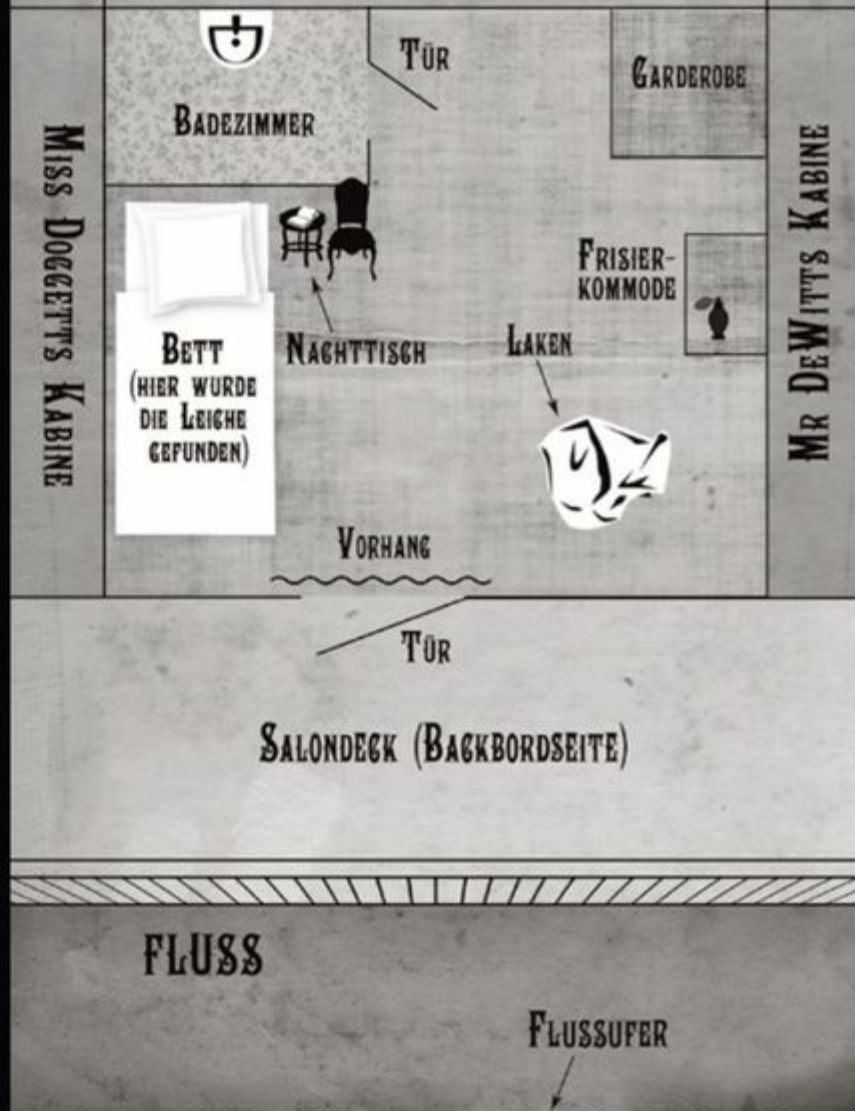 Tür
Garderobe
Badezimmer
Miss Doggetts Kabine
Mr DeWitts Kabine
Frisier-
kommode
Nachttisch
Laken
Bett
(hier wurde
die Leiche
gefunden)
Vorhang
Tür
Salondeck (Backbordseite)
FLUSS
Flussufer